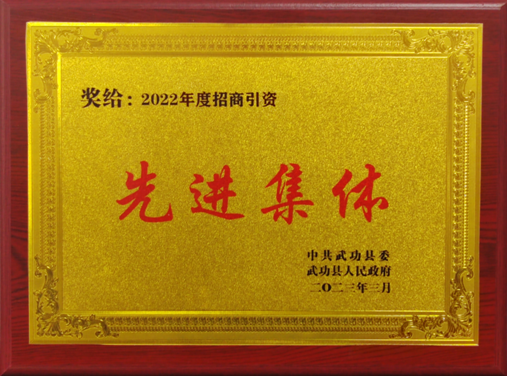 奖给：2022年度招商引资
先进集体
中共武功县委
武功县人民政府
二〇二三年三月